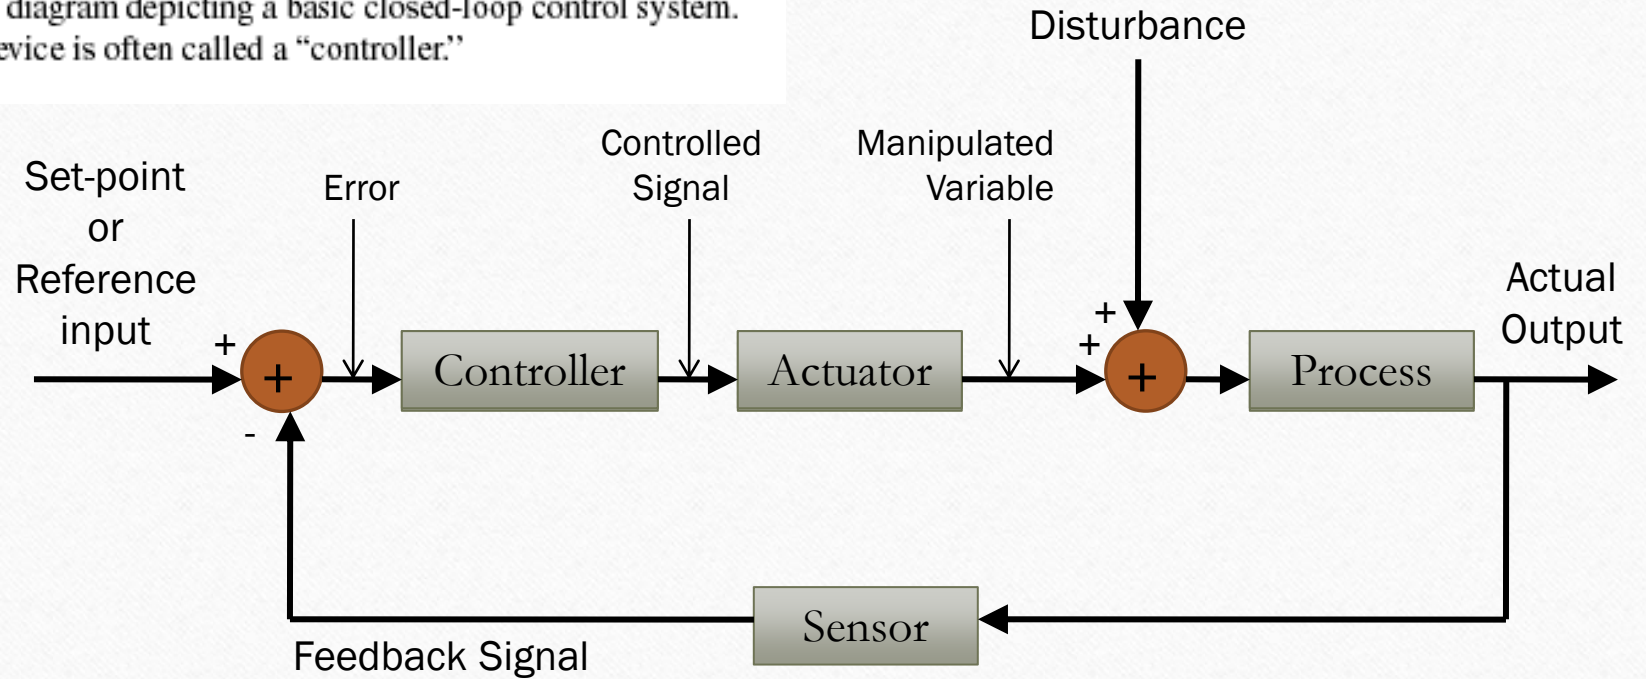 diagram depicting a basic closed-loop control system.
evice is often called a “controller.”
Disturbance
Controlled
Signal
Manipulated
Variable
Set-point
or
Reference
input
Error
Actual
Output
+
+
+
-
+
+
+
Controller
Actuator
Process
Sensor
Feedback Signal